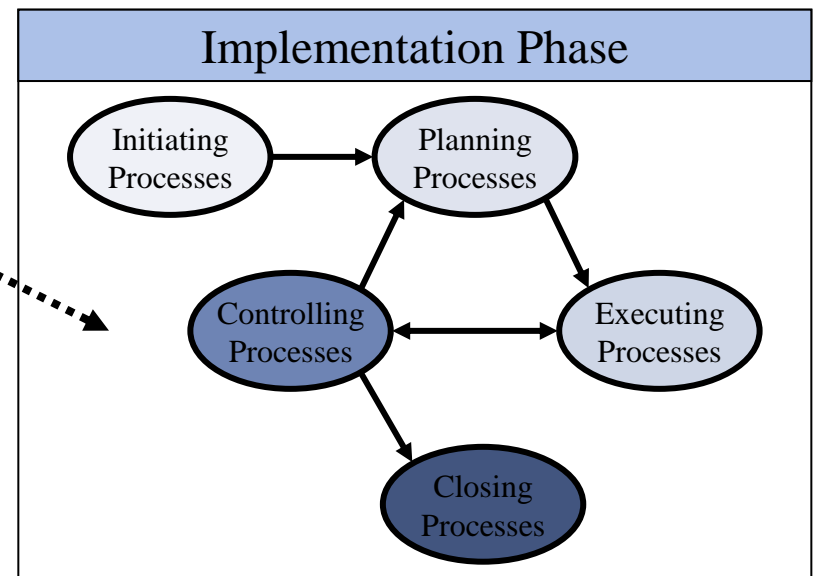 Implementation Phase
Initiating
Processes
Planning
Processes
Controlling
Processes
Executing
Processes
Closing
Processes